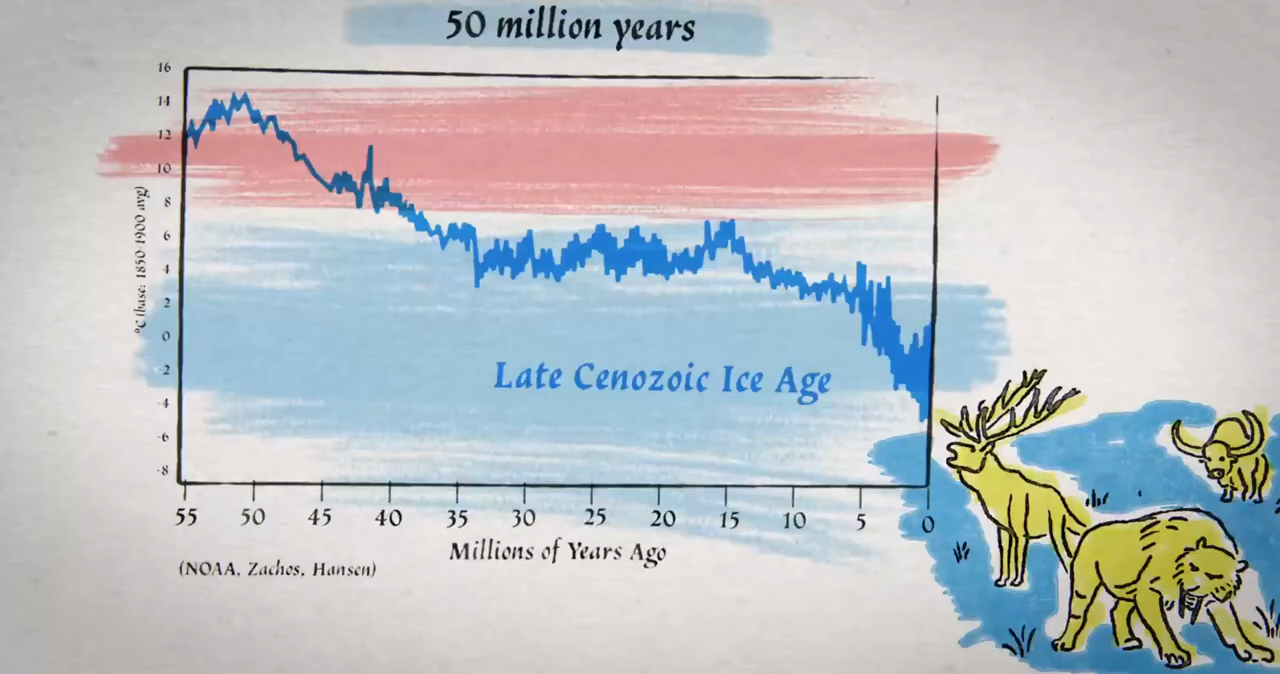 50 million years
16
14
12
10
8
6
4
2
0
-2
-4
-6
-8
°C (base: 1850-1900 avg)
Late Cenozoic Ice Age
55 50 45 40 35 30 25 20 15 10 5 0
Millions of Years Ago
(NOAA, Zachos, Hansen)